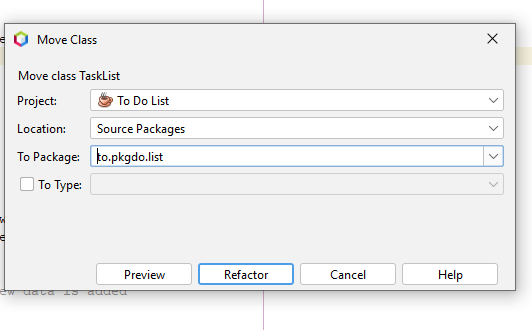 Move Class
Move class TaskList
Project: To Do List
Location: Source Packages
To Package: to.pkgdo.list
To Type:
Preview Refactor Cancel Help
ew data is added